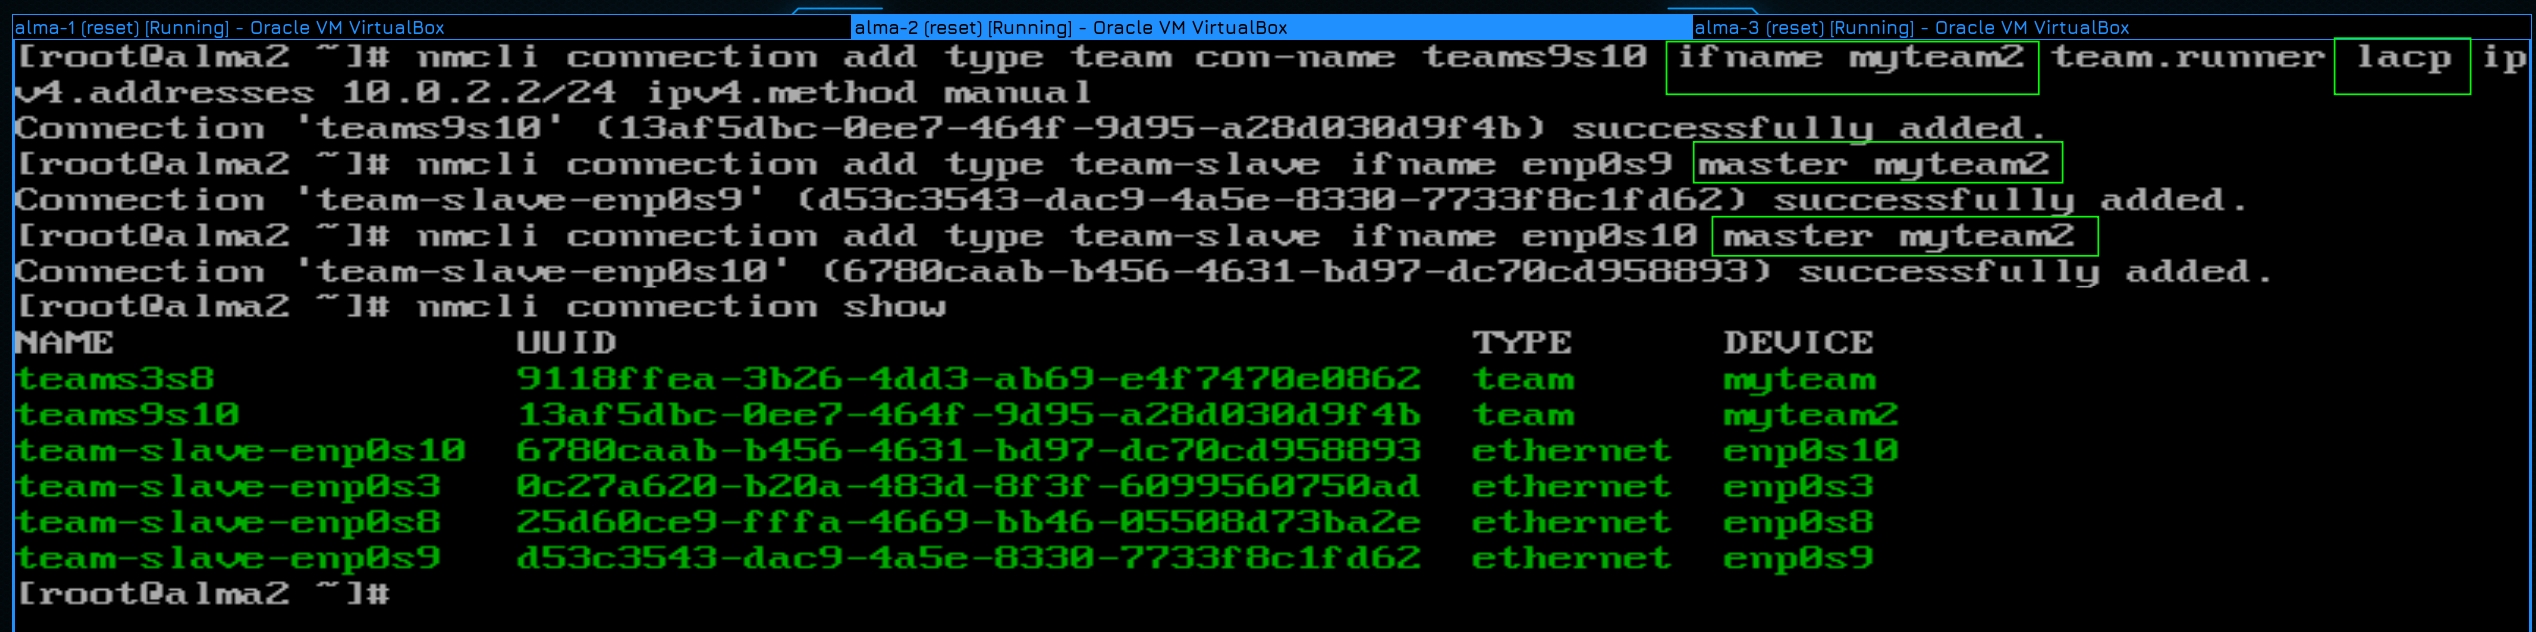 alma-1 (reset) [Running] - Oracle VM VirtualBox alma-2 (reset) [Running] - Oracle VM VirtualBox alma-3 (reset) [Running] - Oracle VM VirtualBox
[root@alma2 ~]# nmcli connection add type team con-name teams9s10 ifname myteam2 team.runner lacp ip
v4.addresses 10.0.2.2/24 ipv4.method manual
Connection 'teams9s10' (13af5dbc-0ee7-464f-9d95-a28d030d9f4b) successfully added.
[root@alma2 ~]# nmcli connection add type team-slave ifname enp0s9 master myteam2
Connection 'team-slave-enp0s9' (d53c3543-dac9-4a5e-8330-7733f8c1fd62) successfully added.
[root@alma2 ~]# nmcli connection add type team-slave ifname enp0s10 master myteam2
Connection 'team-slave-enp0s10' (6780caab-b456-4631-bd97-dc70cd958893) successfully added.
[root@alma2 ~]# nmcli connection show
NAME UUID TYPE DEVICE
teams3s8 9118ffea-3b26-4dd3-ab69-e4f7470e0862 team myteam
teams9s10 13af5dbc-0ee7-464f-9d95-a28d030d9f4b team myteam2
team-slave-enp0s10 6780caab-b456-4631-bd97-dc70cd958893 ethernet enp0s10
team-slave-enp0s3 0c27a620-b20a-483d-8f3f-6099560750ad ethernet enp0s3
team-slave-enp0s8 25d60ce9-fffa-4669-bb46-05508d73ba2e ethernet enp0s8
team-slave-enp0s9 d53c3543-dac9-4a5e-8330-7733f8c1fd62 ethernet enp0s9
[root@alma2 ~]#